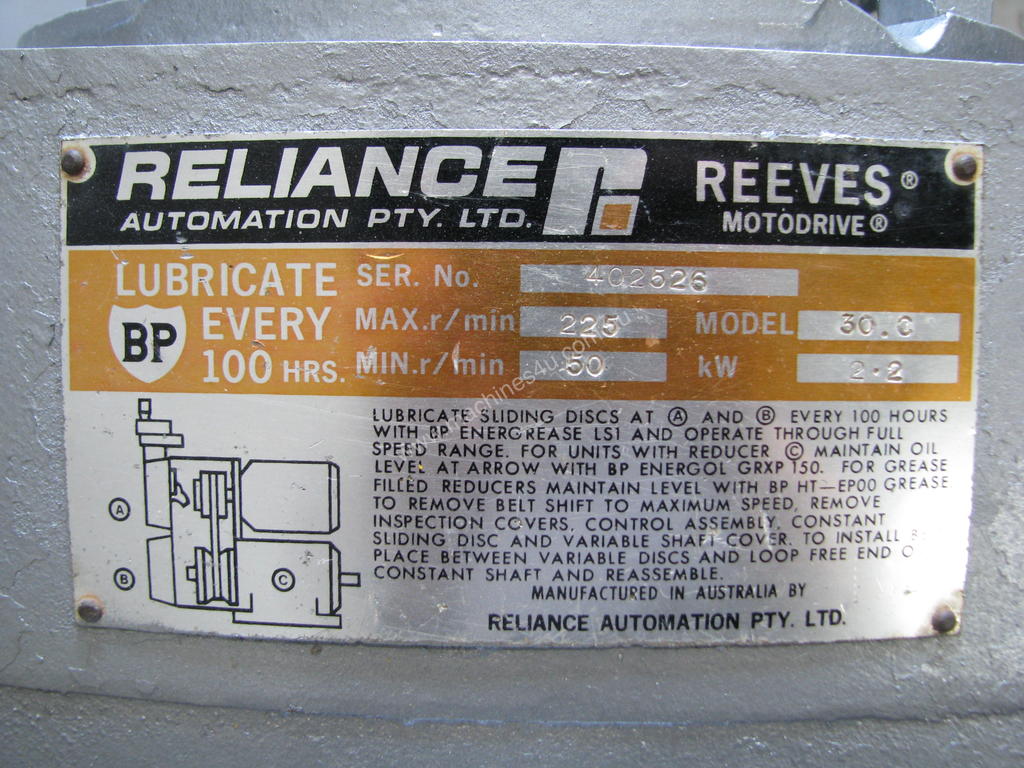 RELIANCE
AUTOMATION PTY. LTD.
REEVES®
MOTODRIVE®
LUBRICATE
BP
EVERY
100 HRS.
SER. No. 402526
MAX.r/min 225 MODEL 30.C
MIN.r/min 50 kW 2.2
LUBRICATE SLIDING DISCS AT Ⓐ AND Ⓑ EVERY 100 HOURS
WITH BP ENERGREASE LS1 AND OPERATE THROUGH FULL
SPEED RANGE. FOR UNITS WITH REDUCER Ⓒ MAINTAIN OIL
LEVEL AT ARROW WITH BP ENERGOL GRXP 150. FOR GREASE
FILLED REDUCERS MAINTAIN LEVEL WITH BP HT-EP00 GREASE
TO REMOVE BELT SHIFT TO MAXIMUM SPEED, REMOVE
INSPECTION COVERS, CONTROL ASSEMBLY, CONSTANT
SLIDING DISC AND VARIABLE SHAFT COVER. TO INSTALL
PLACE BETWEEN VARIABLE DISCS AND LOOP FREE END
CONSTANT SHAFT AND REASSEMBLE.
MANUFACTURED IN AUSTRALIA BY
RELIANCE AUTOMATION PTY. LTD.
Ⓐ
Ⓑ
Ⓒ